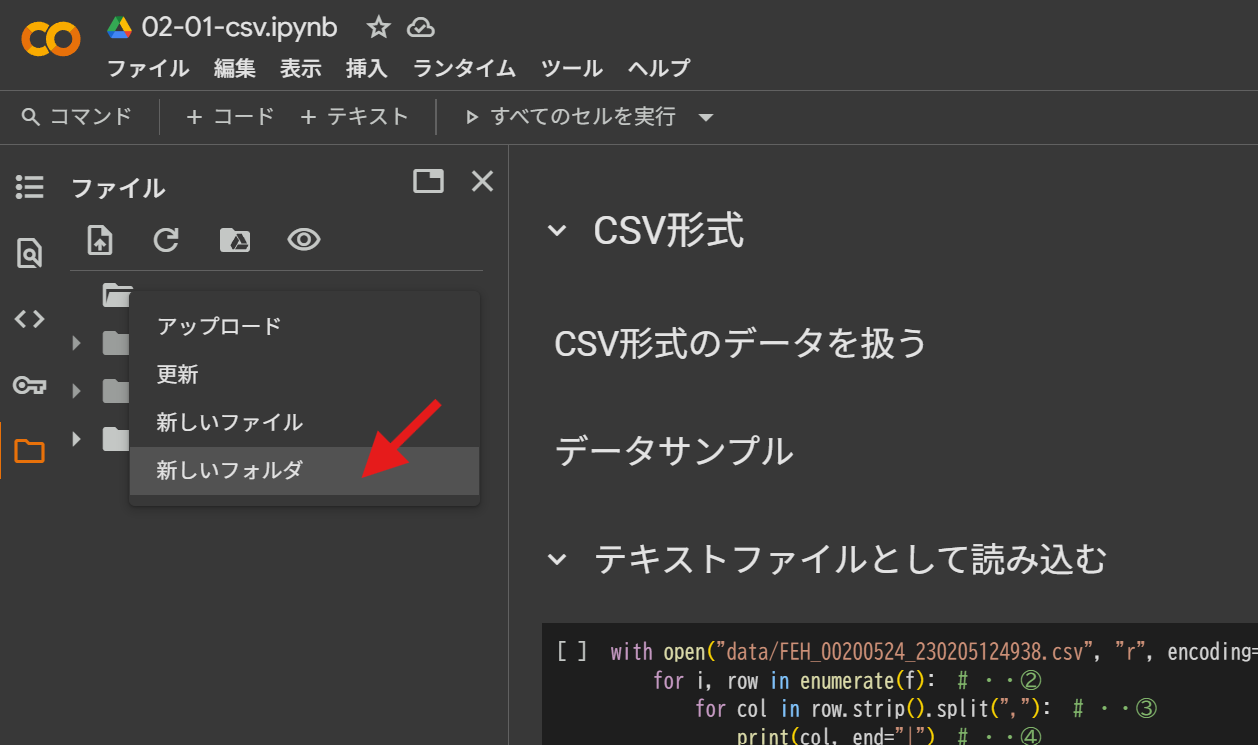 02-01-csv.ipynb
ファイル 編集 表示 挿入 ランタイム ツール ヘルプ
コマンド + コード + テキスト すべてのセルを実行
ファイル
アップロード
更新
新しいファイル
新しいフォルダ
CSV形式
CSV形式のデータを扱う
データサンプル
テキストファイルとして読み込む
[ ] with open("data/FEH_00200524_230205124938.csv", "r", encoding=
for i, row in enumerate(f): # ・・②
for col in row.strip().split(","): # ・・③
print(col, end="|") # ・・④